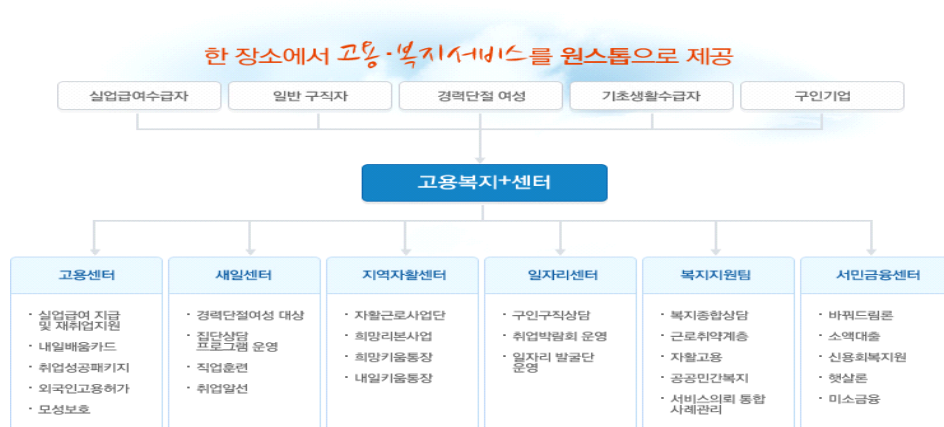 한 장소에서 고용·복지서비스를 원스톱으로 제공
실업급여수급자
일반 구직자
경력단절 여성
기초생활수급자
구인기업
고용복지+센터
고용센터
· 실업급여 지급
및 재취업지원
· 내일배움카드
· 취업성공패키지
· 외국인고용허가
· 모성보호
새일센터
· 경력단절여성 대상
· 집단상담
프로그램 운영
· 직업훈련
· 취업알선
지역자활센터
· 자활근로사업단
· 희망리본사업
· 희망키움통장
· 내일키움통장
일자리센터
· 구인구직상담
· 취업박람회 운영
· 일자리 발굴단
운영
복지지원팀
· 복지종합상담
· 근로취약계층
· 자활고용
· 공공민간복지
· 서비스의뢰 통합
사례관리
서민금융센터
· 바꿔드림론
· 소액대출
· 신용회복지원
· 햇살론
· 미소금융